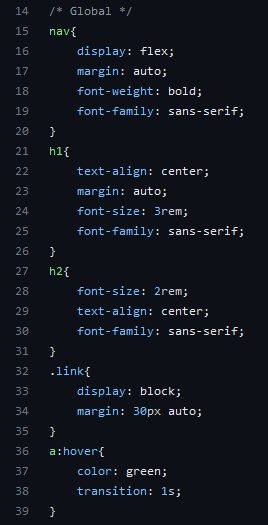 14 /* Global */
15 nav{
16     display: flex;
17     margin: auto;
18     font-weight: bold;
19     font-family: sans-serif;
20 }
21 h1{
22     text-align: center;
23     margin: auto;
24     font-size: 3rem;
25     font-family: sans-serif;
26 }
27 h2{
28     font-size: 2rem;
29     text-align: center;
30     font-family: sans-serif;
31 }
32 .link{
33     display: block;
34     margin: 30px auto;
35 }
36 a:hover{
37     color: green;
38     transition: 1s;
39 }